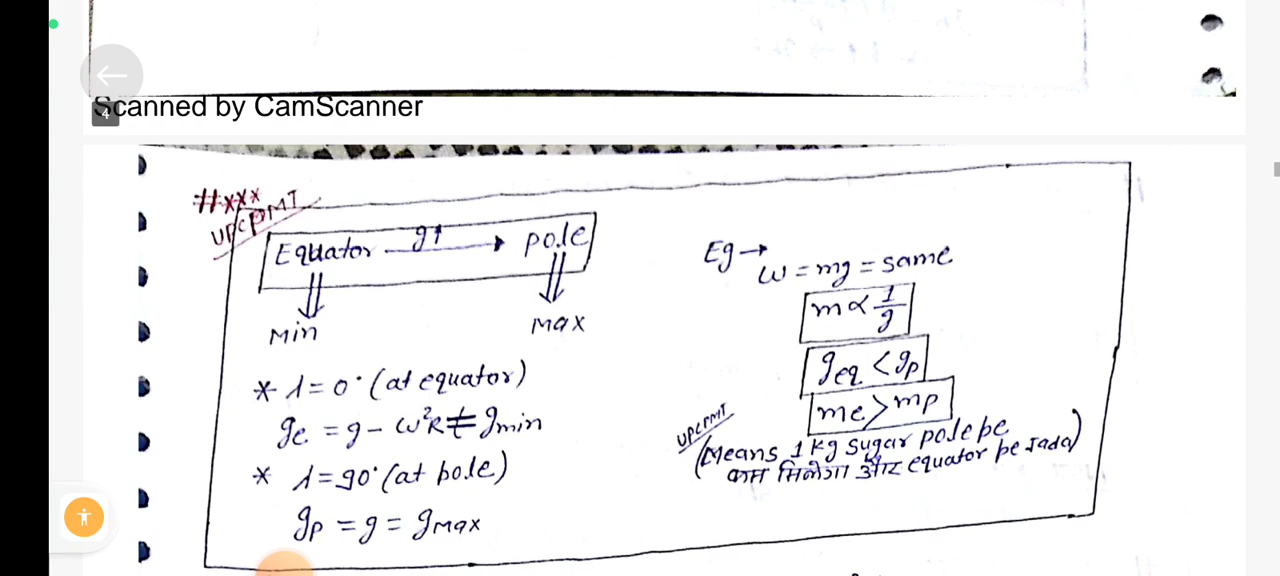 Scanned by CamScanner
4
#xxx
UPCPMT
Equator g↑ → pole
Min
Max
* λ = 0° (at equator)
ge = g - ω²R = gmin
* λ = 90° (at pole)
gp = g = gMax
Eg →
ω = mg = same
m ∝ 1/g
geq < gp
me > mp
UPCPMT
(Means 1 kg sugar pole pe
कम मिलेगा और equator pe Jada)